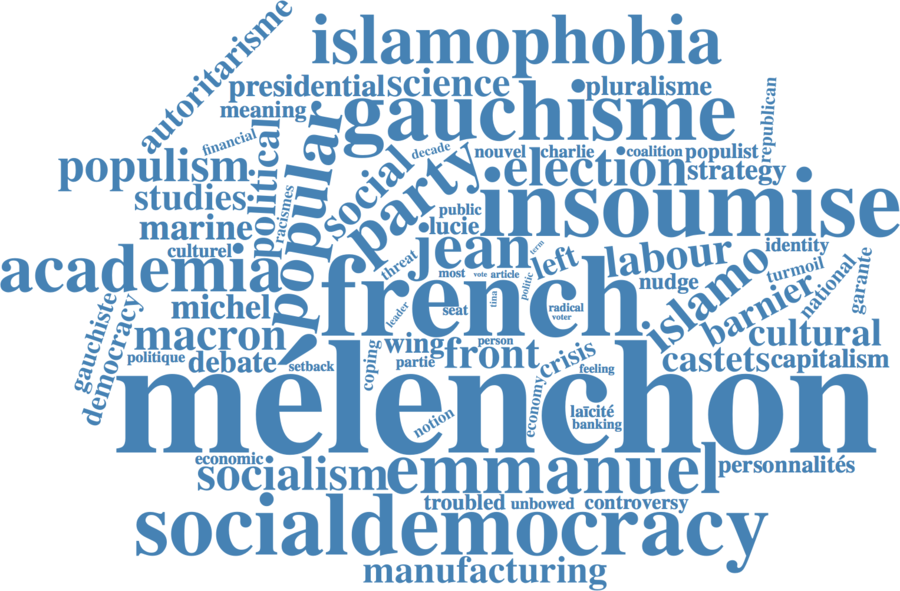 islamophobia
autoritarisme
presidential
science
pluralisme
meaning
gauchisme
republican
financial
political
popular
decade
nouvel
charlie
coalition
populist
populism
social
party
election
strategy
studies
racismes
insoumise
marine
public
lucie
culturel
jean
term
labour
identity
academia
threat
most
vote
article
politic
left
islamo
turmoil
nudge
national
garante
french
michel
leader
seat
tina
radical
voter
barnier
gauchiste
democracy
macron
wing
person
cultural
politique
debate
setback
coping
partie
front
crisis
feeling
castets
capitalism
mélenchon
economy
notion
laïcité
banking
economic
socialism
emmanuel
personnalités
troubled
unbowed
controversy
socialdemocracy
manufacturing